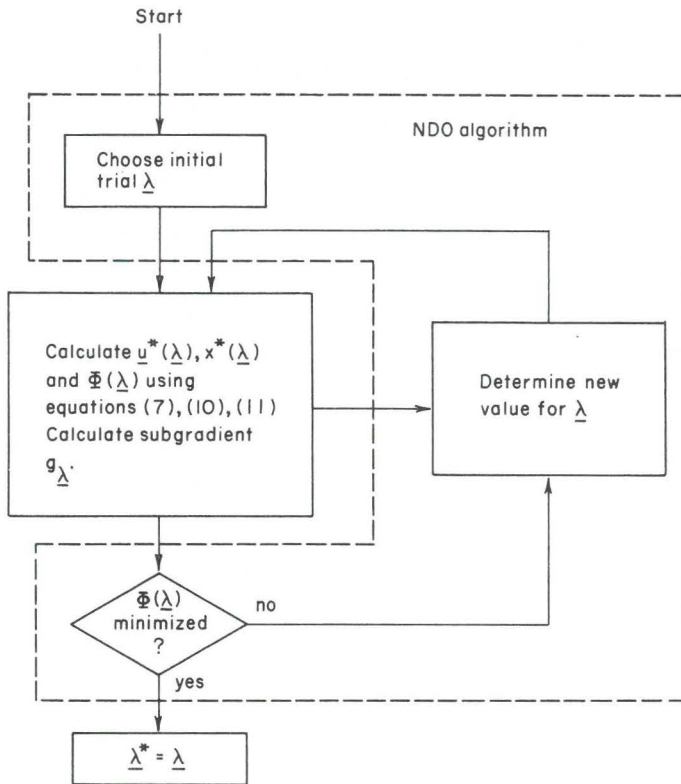 Start
NDO algorithm
Choose initial
trial λ̲
Calculate u̲*(λ̲), x*(λ̲)
and Φ(λ̲) using
equations (7), (10), (11)
Calculate subgradient
g_λ̲.
Determine new
value for λ̲
Φ(λ̲)
minimized
?
no
yes
λ̲* = λ̲